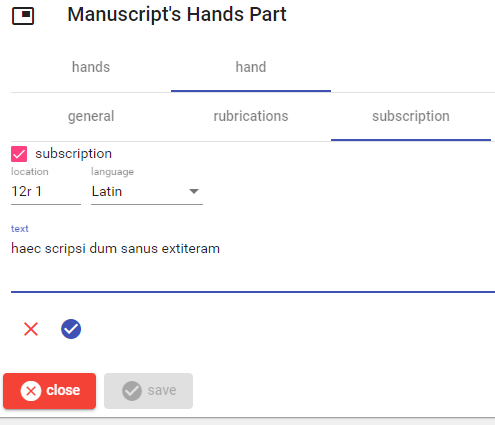 Manuscript's Hands Part
hands hand
general rubrications subscription
subscription
location language
12r 1 Latin
text
haec scripsi dum sanus extiteram
close save